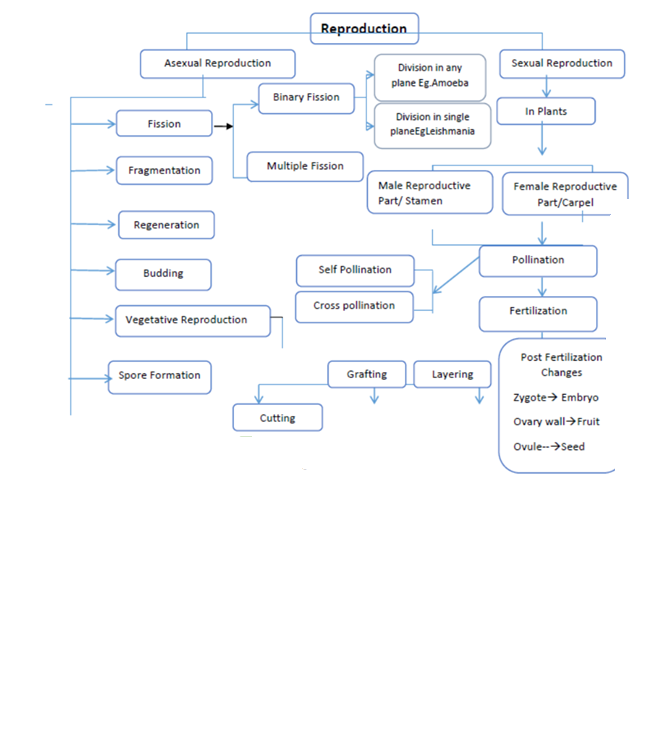 Reproduction
Asexual Reproduction
Sexual Reproduction
Division in any
plane Eg.Amoeba
Binary Fission
In Plants
Fission
Division in single
planeEgLeishmania
Multiple Fission
Fragmentation
Male Reproductive
Part/ Stamen
Female Reproductive
Part/Carpel
Regeneration
Pollination
Self Pollination
Budding
Cross pollination
Fertilization
Vegetative Reproduction
Post Fertilization
Changes
Spore Formation
Grafting
Layering
Zygote→ Embryo
Cutting
Ovary wall→Fruit
Ovule--→Seed